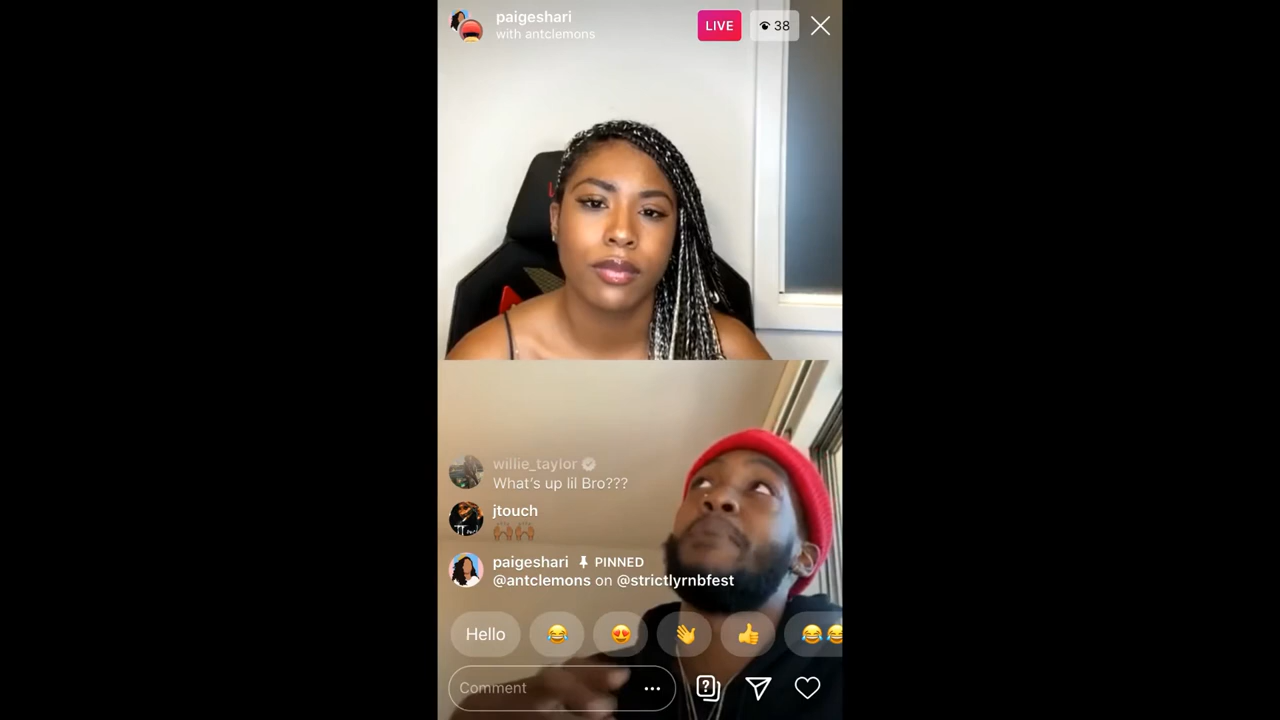 paigeshari
with antclemons
LIVE
38
willie_taylor
What's up lil Bro???
jtouch
paigeshari PINNED
@antclemons on @strictlyrnbfest
Hello
Comment